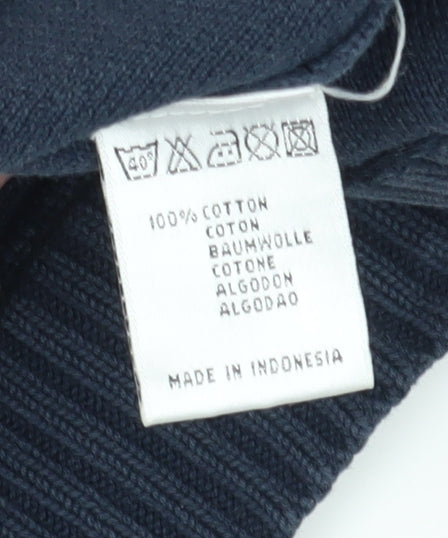 40°
100% COTTON
COTON
BAUMWOLLE
COTONE
ALGODON
ALGODAO
MADE IN INDONESIA